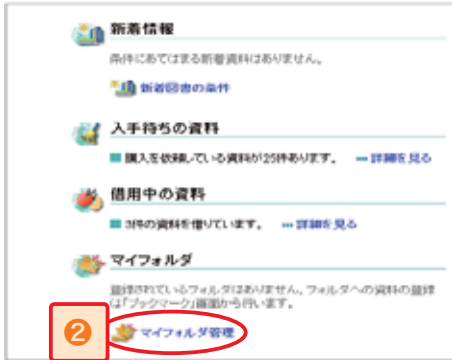 新着情報
条件にあてはまる新着資料はありません。
新着図書の条件
入手待ちの資料
購入を依頼している資料が25件あります。 詳細を見る
借用中の資料
3件の資料を借りています。 詳細を見る
マイフォルダ
登録されているフォルダはありません。フォルダへの資料の登録
は「ブックマーク」画面から行います。
2 マイフォルダ管理